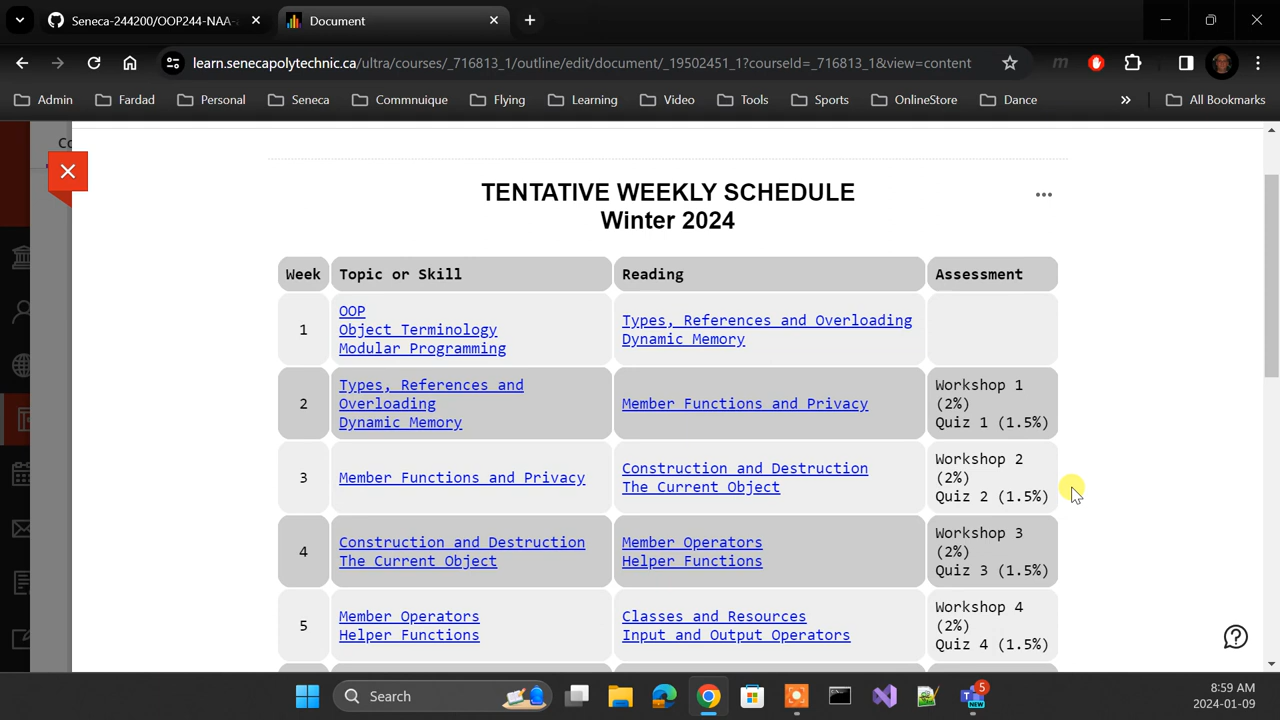 Seneca-244200/OOP244-NAA-
Document
learn.senecapolytechnic.ca/ultra/courses/_716813_1/outline/edit/document/_19502451_1?courseId=_716813_1&view=content
Admin
Fardad
Personal
Seneca
Commnuique
Flying
Learning
Video
Tools
Sports
OnlineStore
Dance
All Bookmarks
TENTATIVE WEEKLY SCHEDULE
Winter 2024
Week
Topic or Skill
Reading
Assessment
1
OOP
Object Terminology
Modular Programming
Types, References and Overloading
Dynamic Memory
2
Types, References and
Overloading
Dynamic Memory
Member Functions and Privacy
Workshop 1
(2%)
Quiz 1 (1.5%)
3
Member Functions and Privacy
Construction and Destruction
The Current Object
Workshop 2
(2%)
Quiz 2 (1.5%)
4
Construction and Destruction
The Current Object
Member Operators
Helper Functions
Workshop 3
(2%)
Quiz 3 (1.5%)
5
Member Operators
Helper Functions
Classes and Resources
Input and Output Operators
Workshop 4
(2%)
Quiz 4 (1.5%)
Search
5
NEW
8:59 AM
2024-01-09